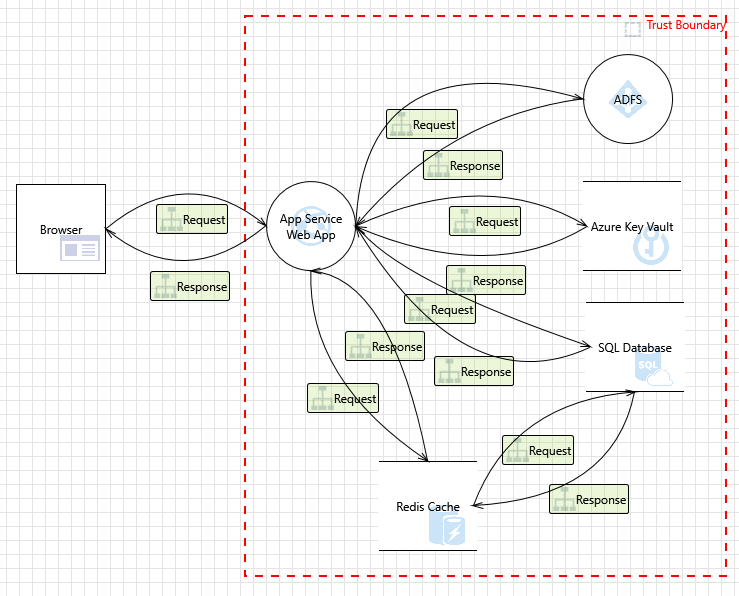 Trust Boundary
ADFS
Request
Response
Browser
Request
App Service
Web App
Request
Azure Key Vault
Response
Response
Request
Response
SQL Database
SQL
Response
Request
Request
Response
Redis Cache